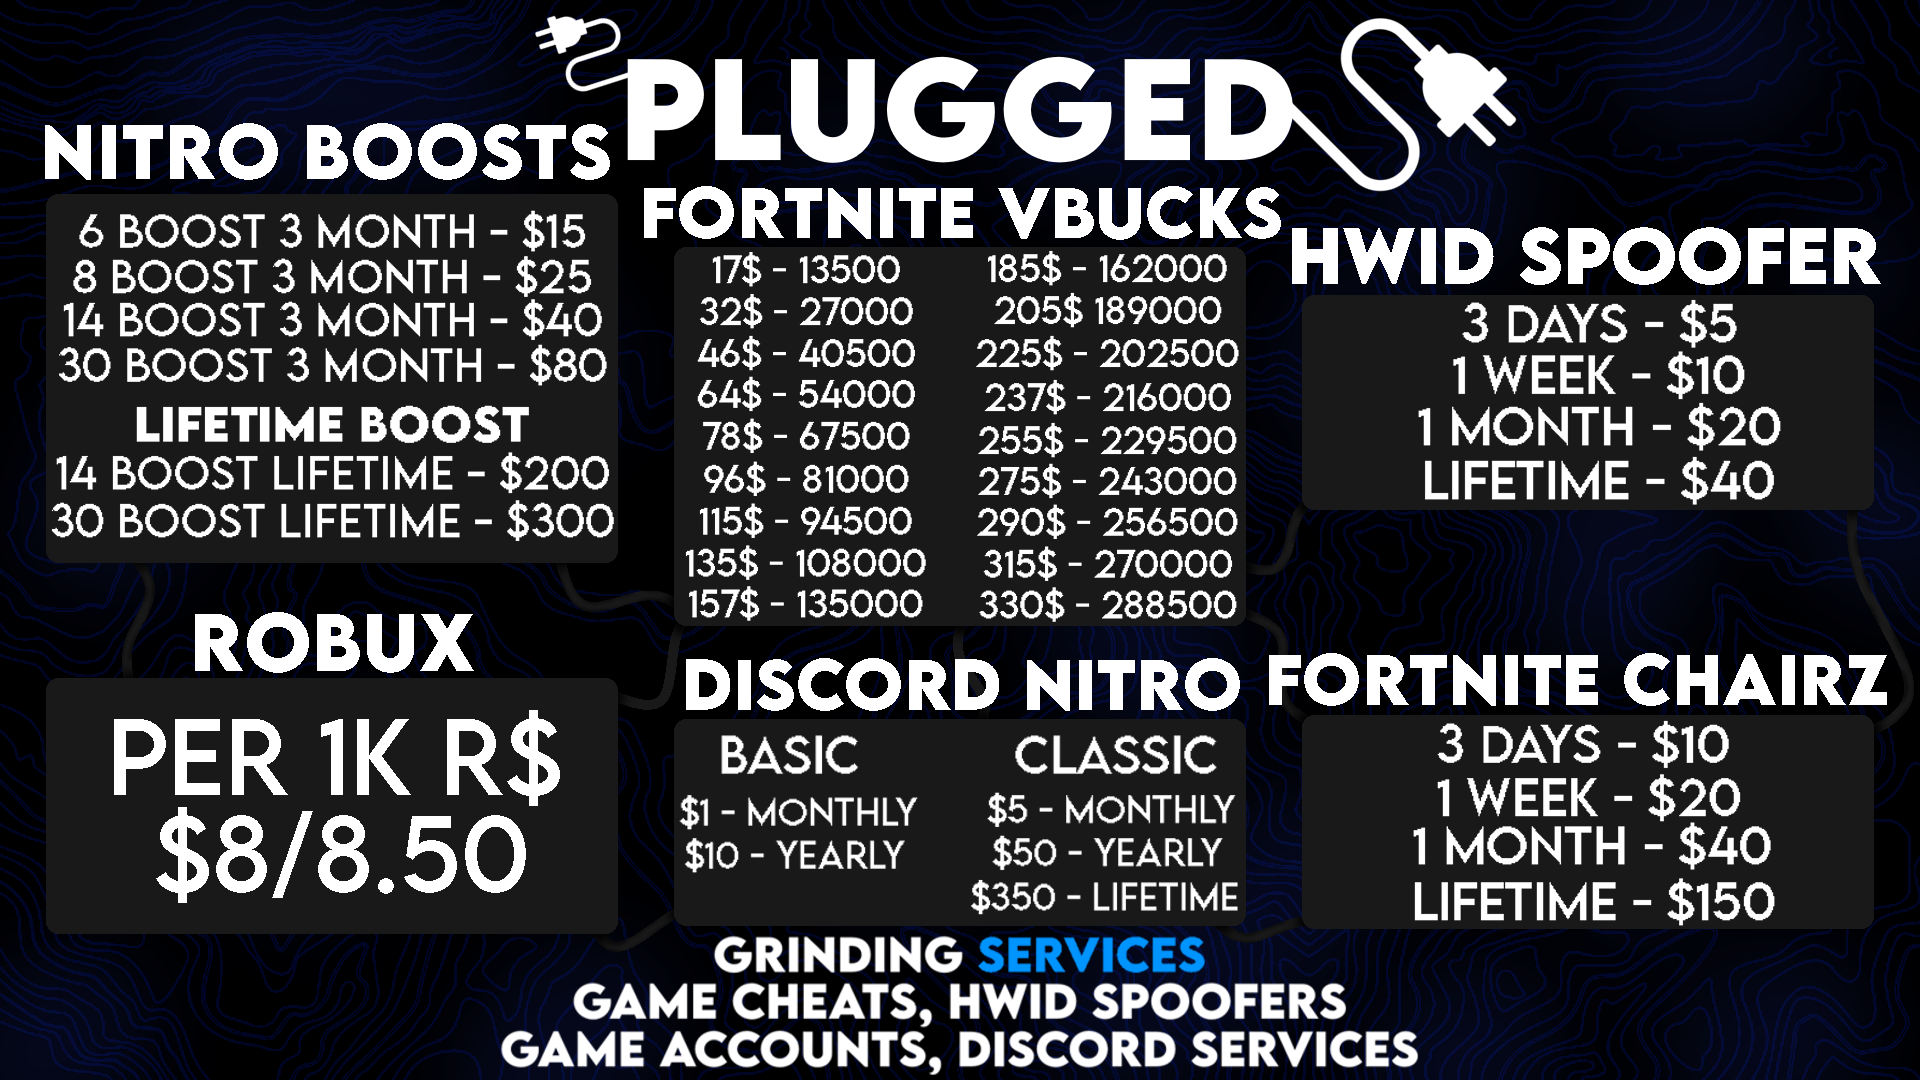 PLUGGED
NITRO BOOSTS
6 BOOST 3 MONTH - $15
8 BOOST 3 MONTH - $25
14 BOOST 3 MONTH - $40
30 BOOST 3 MONTH - $80
LIFETIME BOOST
14 BOOST LIFETIME - $200
30 BOOST LIFETIME - $300
FORTNITE VBUCKS
17$ - 13500
32$ - 27000
46$ - 40500
64$ - 54000
78$ - 67500
96$ - 81000
115$ - 94500
135$ - 108000
157$ - 135000
185$ - 162000
205$ 189000
225$ - 202500
237$ - 216000
255$ - 229500
275$ - 243000
290$ - 256500
315$ - 270000
330$ - 288500
HWID SPOOFER
3 DAYS - $5
1 WEEK - $10
1 MONTH - $20
LIFETIME - $40
ROBUX
PER 1K R$
$8/8.50
DISCORD NITRO
BASIC
$1 - MONTHLY
$10 - YEARLY
CLASSIC
$5 - MONTHLY
$50 - YEARLY
$350 - LIFETIME
FORTNITE CHAIRZ
3 DAYS - $10
1 WEEK - $20
1 MONTH - $40
LIFETIME - $150
GRINDING SERVICES
GAME CHEATS, HWID SPOOFERS
GAME ACCOUNTS, DISCORD SERVICES